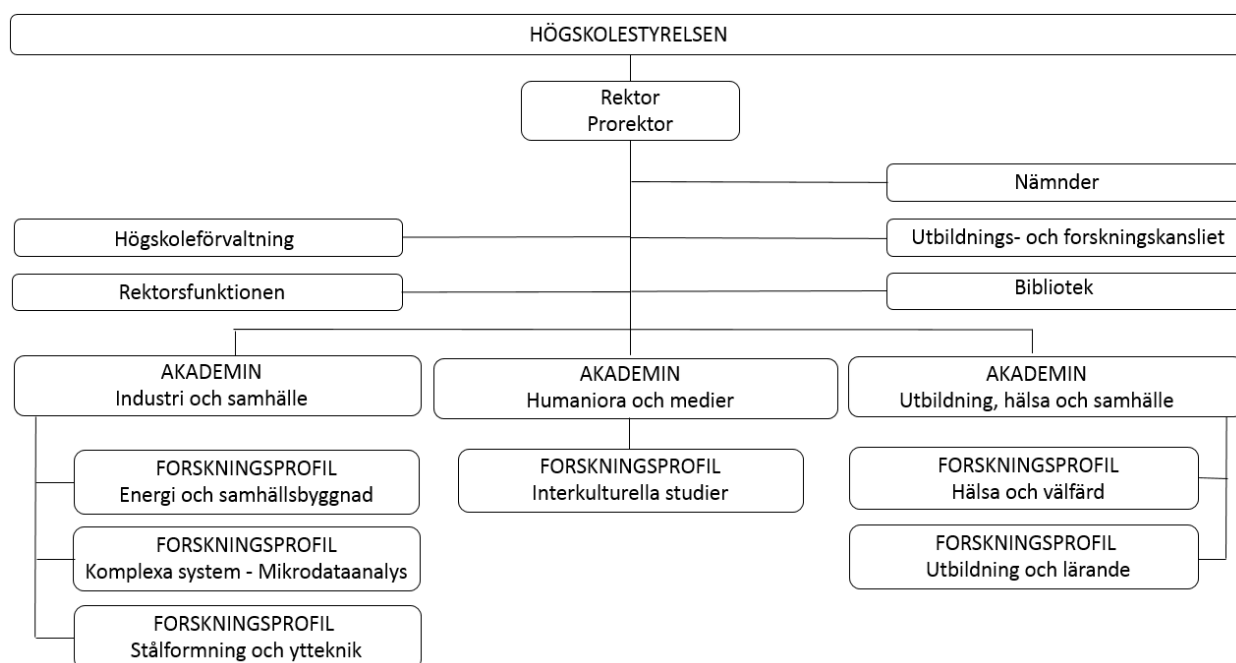 HÖGSKOLESTYRELSEN
Rektor
Prorektor
Nämnder
Högskoleförvaltning
Utbildnings- och forskningskansliet
Rektorsfunktionen
Bibliotek
AKADEMIN
Industri och samhälle
AKADEMIN
Humaniora och medier
AKADEMIN
Utbildning, hälsa och samhälle
FORSKNINGSPROFIL
Energi och samhällsbyggnad
FORSKNINGSPROFIL
Komplexa system - Mikrodataanalys
FORSKNINGSPROFIL
Stålformning och ytteknik
FORSKNINGSPROFIL
Interkulturella studier
FORSKNINGSPROFIL
Hälsa och välfärd
FORSKNINGSPROFIL
Utbildning och lärande